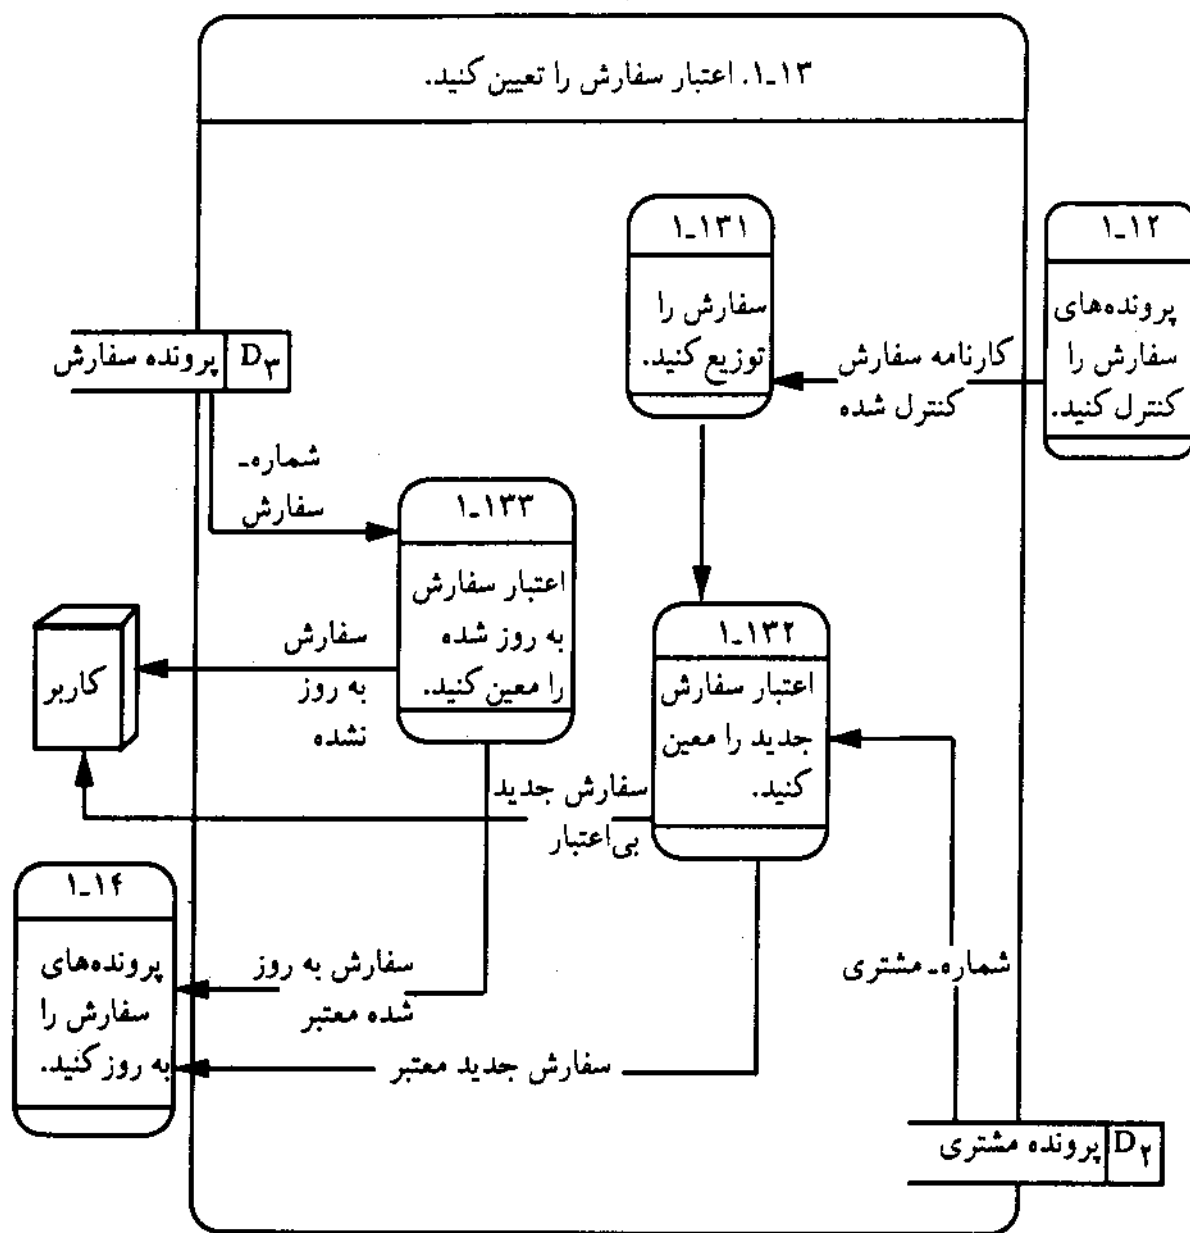 ۱ـ۱۳. اعتبار سفارش را تعیین کنید.
۱ـ۱۲
پرونده‌های
سفارش را
کنترل کنید.
کارنامه سفارش
کنترل شده
۱ـ۱۳۱
سفارش را
توزیع کنید.
D۳ پرونده سفارش
شماره‌ـ
سفارش
۱ـ۱۳۳
اعتبار سفارش
به روز شده
را معین کنید.
۱ـ۱۳۲
اعتبار سفارش
جدید را معین
کنید.
سفارش
به روز
نشده
کاربر
سفارش جدید
بی‌اعتبار
۱ـ۱۴
پرونده‌های
سفارش را
به روز کنید.
سفارش به روز
شده معتبر
شماره‌ـ مشتری
سفارش جدید معتبر
D۲ پرونده مشتری